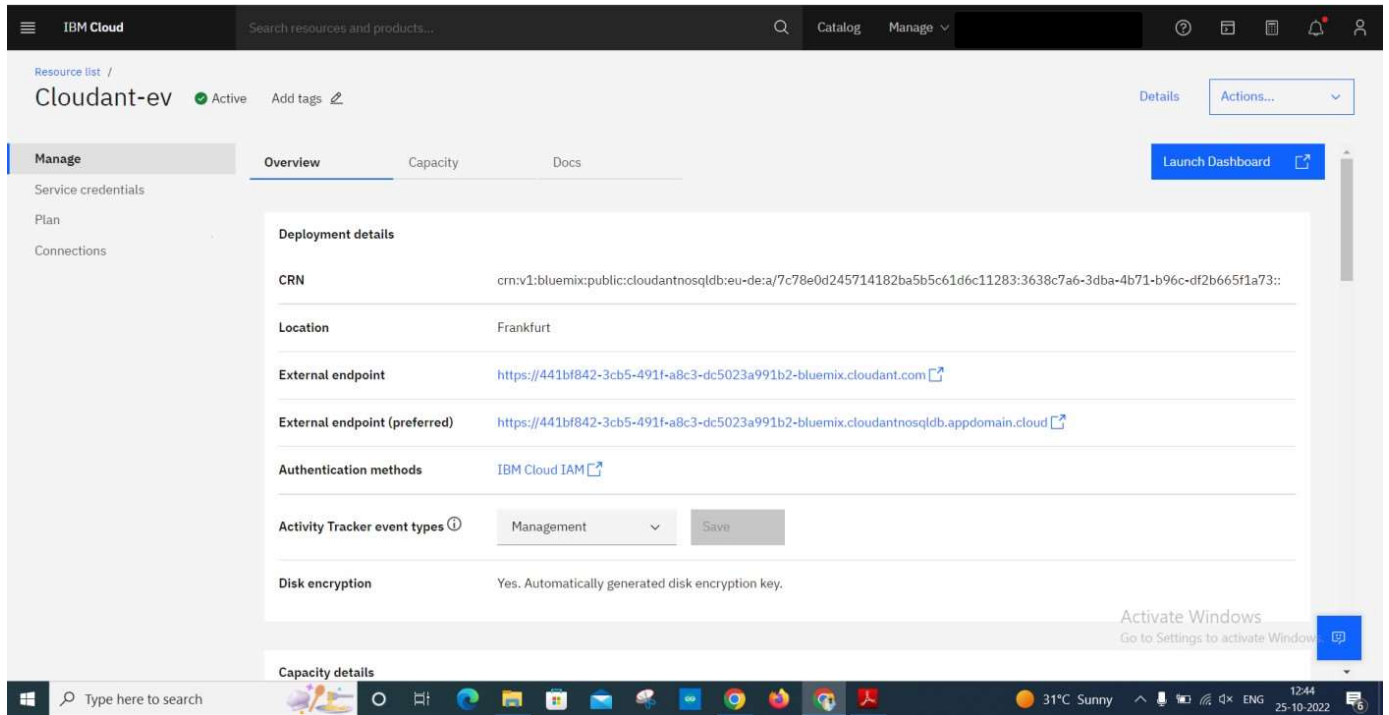 IBM Cloud
Search resources and products...
Catalog
Manage
Resource list /
Cloudant-ev
Active
Add tags
Details
Actions...
Manage
Service credentials
Plan
Connections
Overview
Capacity
Docs
Launch Dashboard
Deployment details
CRN
crn:v1:bluemix:public:cloudantnosqldb:eu-de:a/7c78e0d245714182ba5b5c61d6c11283:3638c7a6-3dba-4b71-b96c-df2b665f1a73::
Location
Frankfurt
External endpoint
https://441bf842-3cb5-491f-a8c3-dc5023a991b2-bluemix.cloudant.com
External endpoint (preferred)
https://441bf842-3cb5-491f-a8c3-dc5023a991b2-bluemix.cloudantnosqldb.appdomain.cloud
Authentication methods
IBM Cloud IAM
Activity Tracker event types
Management
Save
Disk encryption
Yes. Automatically generated disk encryption key.
Activate Windows
Go to Settings to activate Windows.
Capacity details
Type here to search
31°C Sunny
ENG
12:44
25-10-2022
6